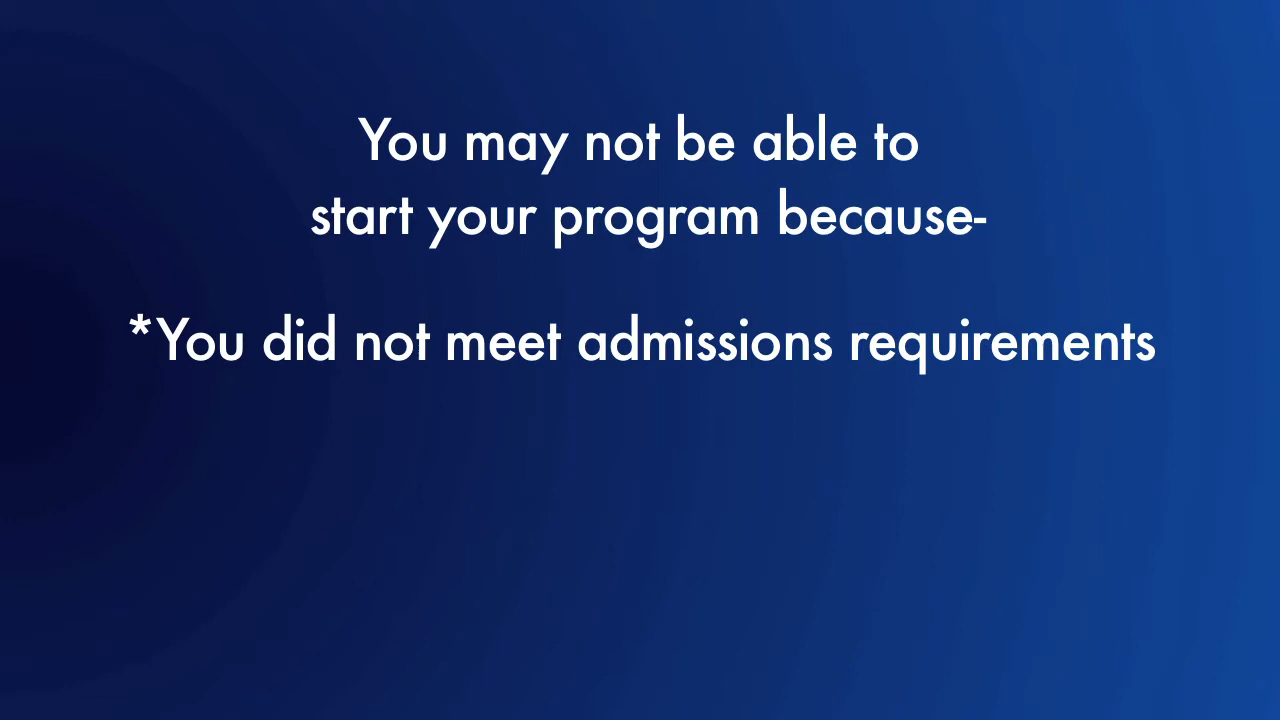 You may not be able to
start your program because-
*You did not meet admissions requirements